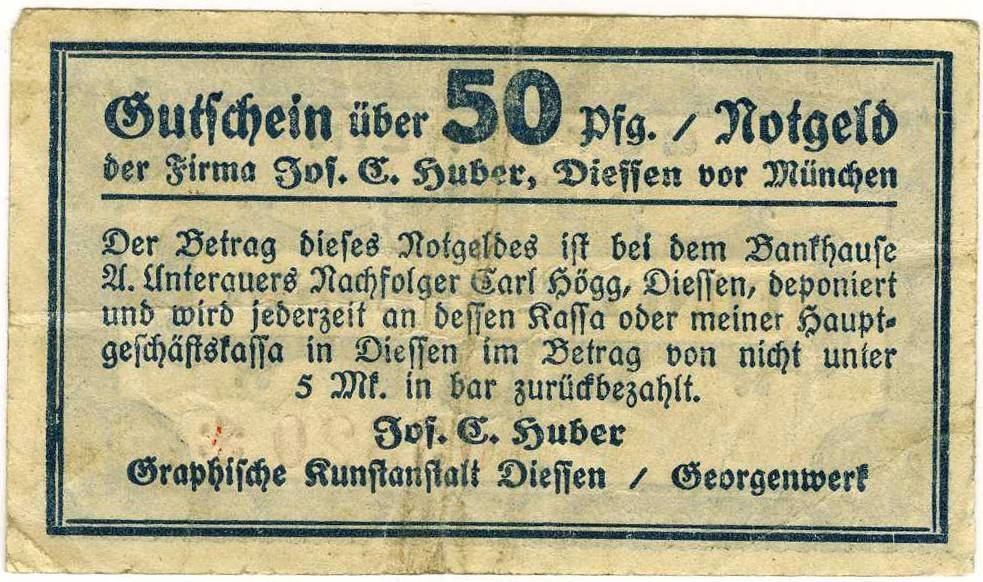 Gutschein über 50 Pfg. / Notgeld
der Firma Jos. C. Huber, Diessen vor München
Der Betrag dieses Notgeldes ist bei dem Bankhause
A. Unterauers Nachfolger Carl Högg, Diessen, deponiert
und wird jederzeit an dessen Kassa oder meiner Haupt-
geschäftskassa in Diessen im Betrag von nicht unter
5 Mk. in bar zurückbezahlt.
Jos. C. Huber
Graphische Kunstanstalt Diessen / Georgenwerk